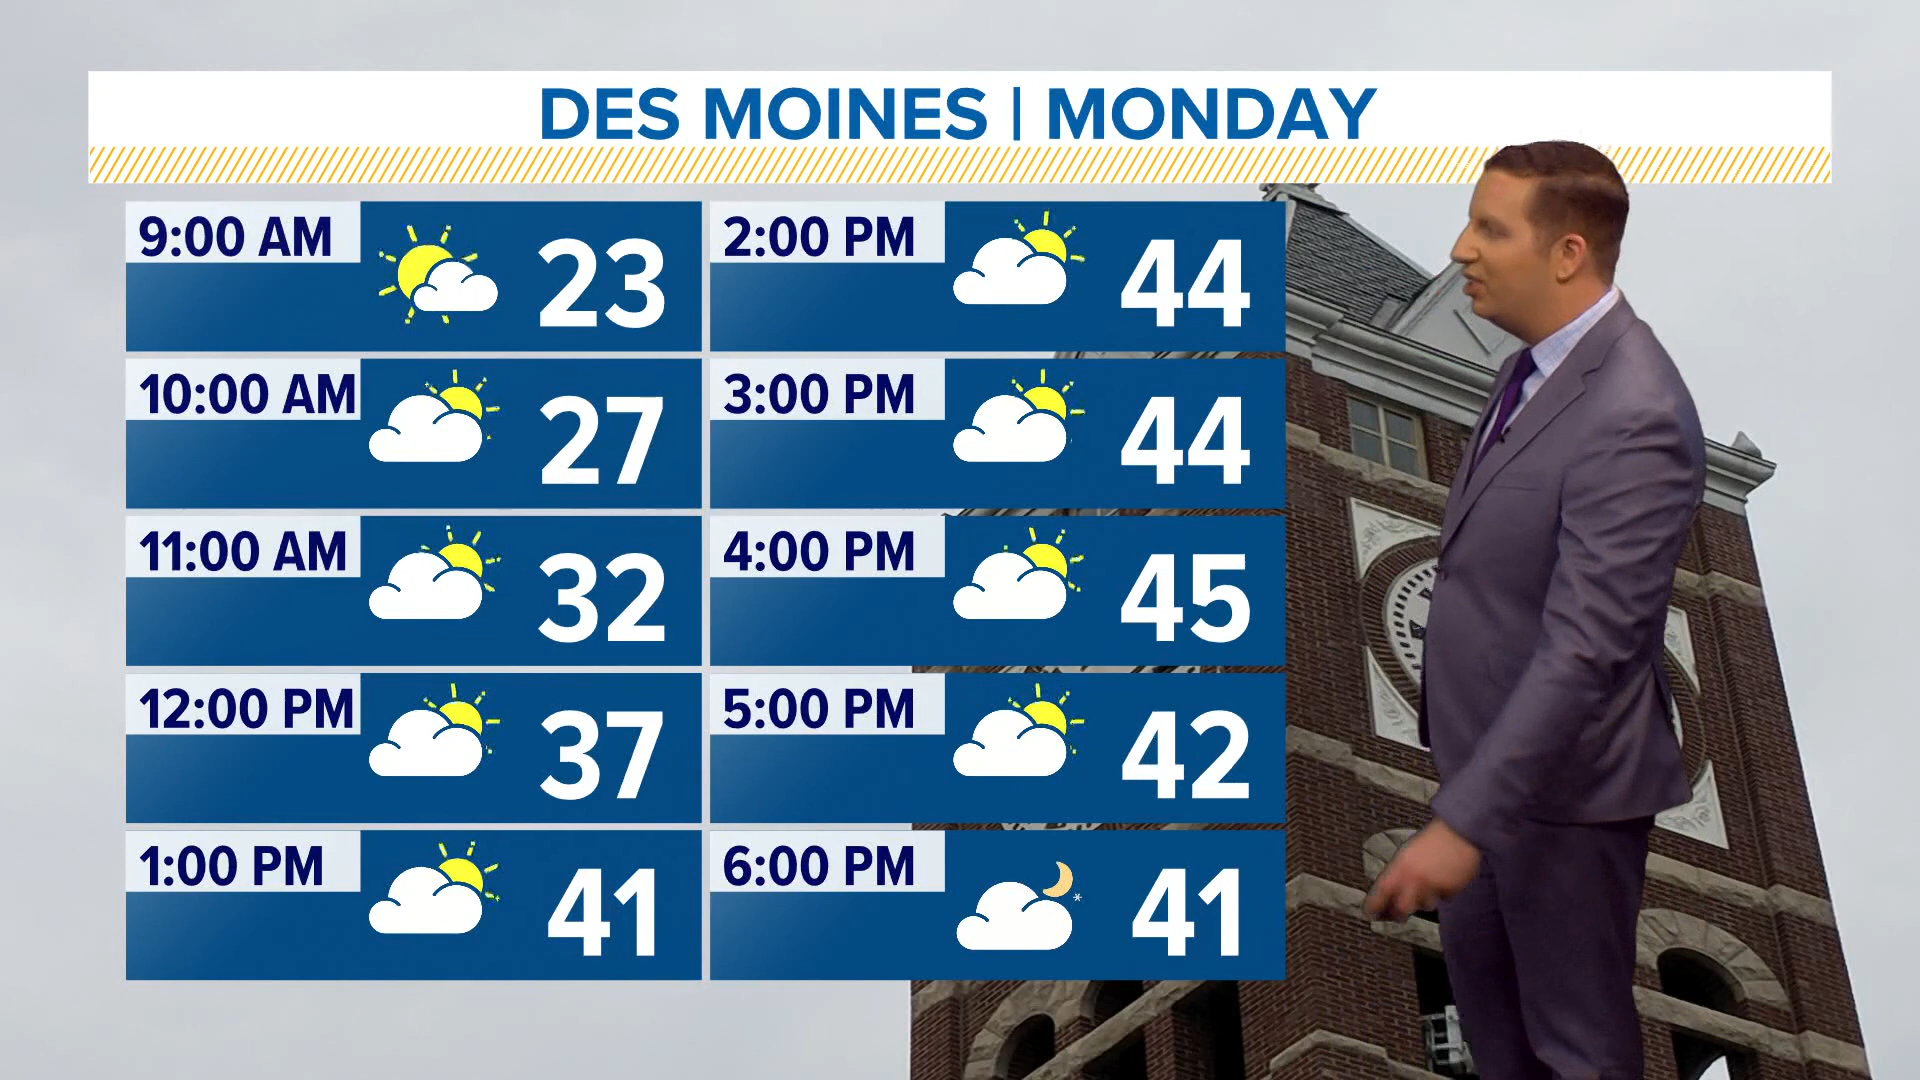 DES MOINES | MONDAY
9:00 AM 23
10:00 AM 27
11:00 AM 32
12:00 PM 37
1:00 PM 41
2:00 PM 44
3:00 PM 44
4:00 PM 45
5:00 PM 42
6:00 PM 41